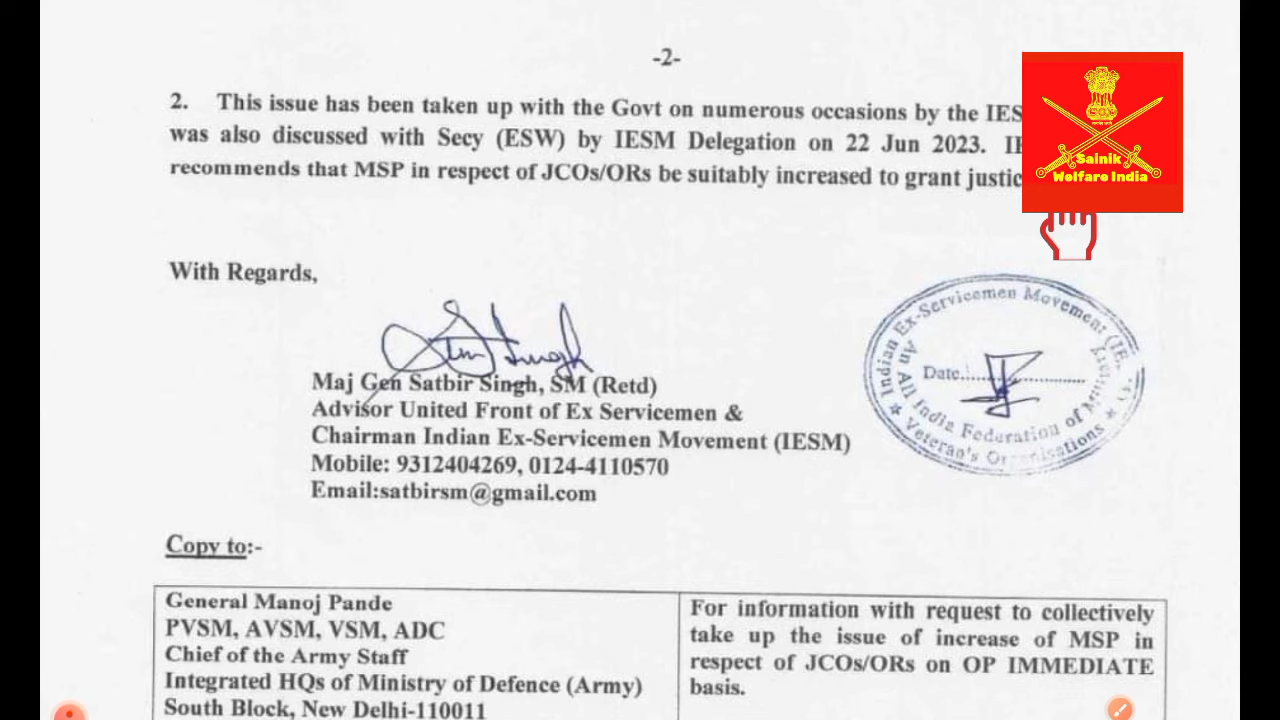 -2-
2. This issue has been taken up with the Govt on numerous occasions by the IES
was also discussed with Secy (ESW) by IESM Delegation on 22 Jun 2023.
recommends that MSP in respect of JCOs/ORs be suitably increased to grant justic
Sainik
Welfare India
With Regards,
Maj Gen Satbir Singh, SM (Retd)
Advisor United Front of Ex Servicemen &
Chairman Indian Ex-Servicemen Movement (IESM)
Mobile: 9312404269, 0124-4110570
Email:satbirsm@gmail.com
Indian Ex-Servicemen Movement
An All India Federation of Military
Veteran's Organisations
Date
Copy to:-
General Manoj Pande
PVSM, AVSM, VSM, ADC
Chief of the Army Staff
Integrated HQs of Ministry of Defence (Army)
South Block, New Delhi-110011
For information with request to collectively
take up the issue of increase of MSP in
respect of JCOs/ORs on OP IMMEDIATE
basis.